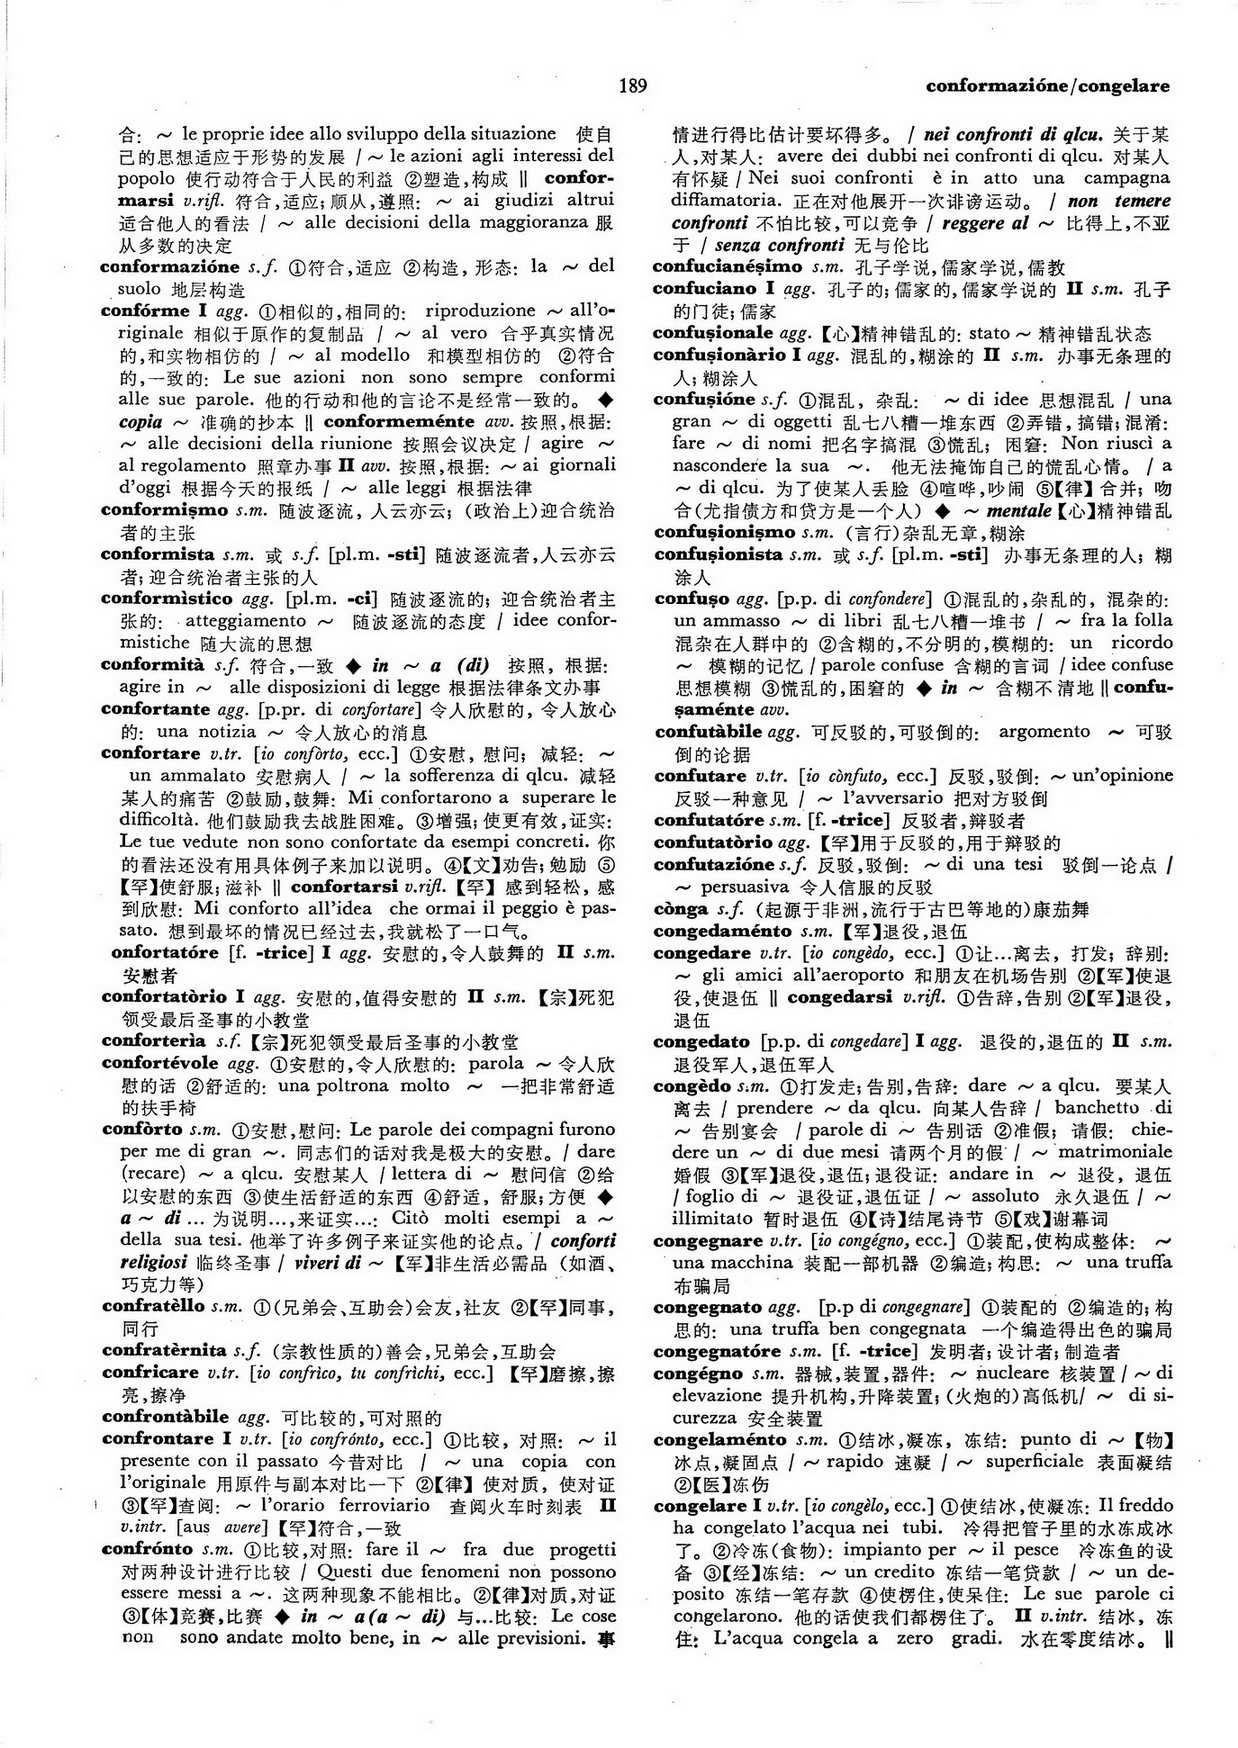 189
conformazióne/congelare
合: ~ le proprie idee allo sviluppo della situazione 使自
己的思想适应于形势的发展 / ~ le azioni agli interessi del
popolo 使行动符合于人民的利益 ②塑造,构成 ‖ confor-
marsi v.rifl. 符合,适应; 顺从,遵照: ~ ai giudizi altrui
适合他人的看法 / ~ alle decisioni della maggioranza 服
从多数的决定
conformazióne s.f. ①符合,适应 ②构造, 形态: la ~ del
suolo 地层构造
confórme I agg. ①相似的,相同的: riproduzione ~ all'o-
riginale 相似于原作的复制品 / ~ al vero 合乎真实情况
的,和实物相仿的 / ~ al modello 和模型相仿的 ②符合
的,一致的: Le sue azioni non sono sempre conformi
alle sue parole. 他的行动和他的言论不是经常一致的。 ◆
copia ~ 准确的抄本 ‖ conformeménte avv. 按照,根据:
~ alle decisioni della riunione 按照会议决定 / agire ~
al regolamento 照章办事 II avv. 按照,根据: ~ ai giornali
d'oggi 根据今天的报纸 / ~ alle leggi 根据法律
conformişmo s.m. 随波逐流, 人云亦云; (政治上)迎合统治
者的主张
conformista s.m. 或 s.f. [pl.m. -sti] 随波逐流者,人云亦云
者; 迎合统治者主张的人
conformìstico agg. [pl.m. -ci] 随波逐流的; 迎合统治者主
张的: atteggiamento ~ 随波逐流的态度 / idee confor-
mistiche 随大流的思想
conformità s.f. 符合,一致 ◆ in ~ a (di) 按照, 根据:
agire in ~ alle disposizioni di legge 根据法律条文办事
confortante agg. [p.pr. di confortare] 令人欣慰的, 令人放心
的: una notizia ~ 令人放心的消息
confortare v.tr. [io confòrto, ecc.] ①安慰, 慰问; 减轻: ~
un ammalato 安慰病人 / ~ la sofferenza di qlcu. 减轻
某人的痛苦 ②鼓励,鼓舞: Mi confortarono a superare le
difficoltà. 他们鼓励我去战胜困难。 ③增强; 使更有效,证实:
Le tue vedute non sono confortate da esempi concreti. 你
的看法还没有用具体例子来加以说明。 ④【文】劝告; 勉励 ⑤
【罕】使舒服; 滋补 ‖ confortarsi v.rifl. 【罕】 感到轻松, 感
到欣慰: Mi conforto all'idea che ormai il peggio è pas-
sato. 想到最坏的情况已经过去,我就松了一口气。
onfortatóre [f. -trice] I agg. 安慰的,令人鼓舞的 II s.m.
安慰者
confortatòrio I agg. 安慰的,值得安慰的 II s.m. 【宗】死犯
领受最后圣事的小教堂
conforterìa s.f.【宗】死犯领受最后圣事的小教堂
confortévole agg. ①安慰的,令人欣慰的: parola ~ 令人欣
慰的话 ②舒适的: una poltrona molto ~ 一把非常舒适
的扶手椅
confòrto s.m. ①安慰,慰问: Le parole dei compagni furono
per me di gran ~. 同志们的话对我是极大的安慰。 / dare
(recare) ~ a qlcu. 安慰某人 / lettera di ~ 慰问信 ②给
以安慰的东西 ③使生活舒适的东西 ④舒适, 舒服; 方便 ◆
a ~ di ... 为说明…,来证实…: Citò molti esempi a ~
della sua tesi. 他举了许多例子来证实他的论点。 / conforti
religiosi 临终圣事 / viveri di ~ 【军】非生活必需品 (如酒、
巧克力等)
confratèllo s.m. ①(兄弟会、互助会)会友,社友 ②【罕】同事,
同行
confratèrnita s.f. (宗教性质的)善会,兄弟会,互助会
confricare v.tr. [io confrico, tu confrichi, ecc.] 【罕】磨擦,擦
亮,擦净
confrontàbile agg. 可比较的,可对照的
confrontare I v.tr. [io confrónto, ecc.] ①比较, 对照: ~ il
presente con il passato 今昔对比 / ~ una copia con
l'originale 用原件与副本对比一下 ②【律】 使对质, 使对证
③【罕】查阅: ~ l'orario ferroviario 查阅火车时刻表 II
v.intr. [aus avere] 【罕】符合,一致
confrónto s.m. ①比较,对照: fare il ~ fra due progetti
对两种设计进行比较 / Questi due fenomeni non possono
essere messi a ~. 这两种现象不能相比。 ②【律】对质,对证
③【体】竞赛,比赛 ◆ in ~ a (a ~ di) 与…比较: Le cose
non sono andate molto bene, in ~ alle previsioni. 事
情进行得比估计要坏得多。 / nei confronti di qlcu. 关于某
人,对某人: avere dei dubbi nei confronti di qlcu. 对某人
有怀疑 / Nei suoi confronti è in atto una campagna
diffamatoria. 正在对他展开一次诽谤运动。 / non temere
confronti 不怕比较,可以竞争 / reggere al ~ 比得上,不亚
于 / senza confronti 无与伦比
confucianéşimo s.m. 孔子学说,儒家学说,儒教
confuciano I agg. 孔子的; 儒家的,儒家学说的 II s.m. 孔子
的门徒; 儒家
confuşionale agg. 【心】精神错乱的: stato ~ 精神错乱状态
confuşionàrio I agg. 混乱的,糊涂的 II s.m. 办事无条理的
人; 糊涂人
confuşióne s.f. ①混乱, 杂乱: ~ di idee 思想混乱 / una
gran ~ di oggetti 乱七八糟一堆东西 ②弄错, 搞错; 混淆:
fare ~ di nomi 把名字搞混 ③慌乱; 困窘: Non riuscì a
nascondere la sua ~. 他无法掩饰自己的慌乱心情。 / a
~ di qlcu. 为了使某人丢脸 ④喧哗,吵闹 ⑤【律】 合并; 吻
合(尤指债方和贷方是一个人) ◆ ~ mentale【心】精神错乱
confuşionişmo s.m. (言行)杂乱无章,糊涂
confuşionista s.m. 或 s.f. [pl.m. -sti] 办事无条理的人; 糊
涂人
confuşo agg. [p.p. di confondere] ①混乱的,杂乱的, 混杂的:
un ammasso ~ di libri 乱七八糟一堆书 / ~ fra la folla
混杂在人群中的 ②含糊的,不分明的,模糊的: un ricordo
~ 模糊的记忆 / parole confuse 含糊的言词 / idee confuse
思想模糊 ③慌乱的,困窘的 ◆ in ~ 含糊不清地 ‖ confu-
şaménte avv.
confutàbile agg. 可反驳的,可驳倒的: argomento ~ 可驳
倒的论据
confutare v.tr. [io cònfuto, ecc.] 反驳,驳倒: ~ un'opinione
反驳一种意见 / ~ l'avversario 把对方驳倒
confutatóre s.m. [f. -trice] 反驳者,辩驳者
confutatòrio agg. 【罕】用于反驳的,用于辩驳的
confutazióne s.f. 反驳,驳倒: ~ di una tesi 驳倒一论点 /
~ persuasiva 令人信服的反驳
cònga s.f. (起源于非洲,流行于古巴等地的)康茄舞
congedaménto s.m. 【军】退役,退伍
congedare v.tr. [io congèdo, ecc.] ①让…离去, 打发; 辞别:
~ gli amici all'aeroporto 和朋友在机场告别 ②【军】使退
役,使退伍 ‖ congedarsi v.rifl. ①告辞,告别 ②【军】退役,
退伍
congedato [p.p. di congedare] I agg. 退役的,退伍的 II s.m.
退役军人,退伍军人
congèdo s.m. ①打发走; 告别,告辞: dare ~ a qlcu. 要某人
离去 / prendere ~ da qlcu. 向某人告辞 / banchetto di
~ 告别宴会 / parole di ~ 告别话 ②准假; 请假: chie-
dere un ~ di due mesi 请两个月的假 / ~ matrimoniale
婚假 ③【军】退役,退伍; 退役证: andare in ~ 退役, 退伍
/ foglio di ~ 退役证,退伍证 / ~ assoluto 永久退伍 / ~
illimitato 暂时退伍 ④【诗】结尾诗节 ⑤【戏】谢幕词
congegnare v.tr. [io congégno, ecc.] ①装配,使构成整体: ~
una macchina 装配一部机器 ②编造; 构思: ~ una truffa
布骗局
congegnato agg. [p.p di congegnare] ①装配的 ②编造的; 构
思的: una truffa ben congegnata 一个编造得出色的骗局
congegnatóre s.m. [f. -trice] 发明者; 设计者; 制造者
congégno s.m. 器械,装置,器件: ~ nucleare 核装置 / ~ di
elevazione 提升机构,升降装置; (火炮的)高低机/ ~ di si-
curezza 安全装置
congelaménto s.m. ①结冰,凝冻, 冻结: punto di ~ 【物】
冰点,凝固点 / ~ rapido 速凝 / ~ superficiale 表面凝结
②【医】冻伤
congelare I v.tr. [io congèlo, ecc.] ①使结冰,使凝冻: Il freddo
ha congelato l'acqua nei tubi. 冷得把管子里的水冻成冰
了。 ②冷冻(食物): impianto per ~ il pesce 冷冻鱼的设
备 ③【经】冻结: ~ un credito 冻结一笔贷款 / ~ un de-
posito 冻结一笔存款 ④使楞住,使呆住: Le sue parole ci
congelarono. 他的话使我们都楞住了。 II v.intr. 结冰, 冻
住: L'acqua congela a zero gradi. 水在零度结冰。 ‖